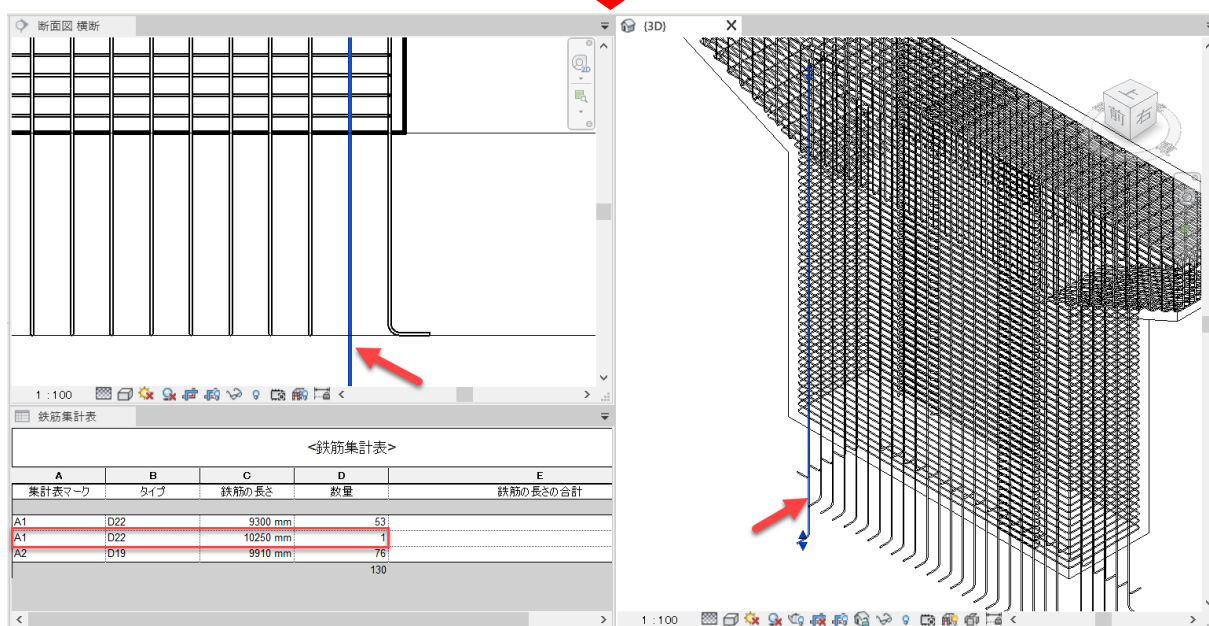 断面図 横断
{3D}
2D
上
前
右
1 : 100
鉄筋集計表
<鉄筋集計表>
A B C D E
集計表マーク タイプ 鉄筋の長さ 数量 鉄筋の長さの合計
A1 D22 9300 mm 53
A1 D22 10250 mm 1
A2 D19 9910 mm 76
130
1 : 100